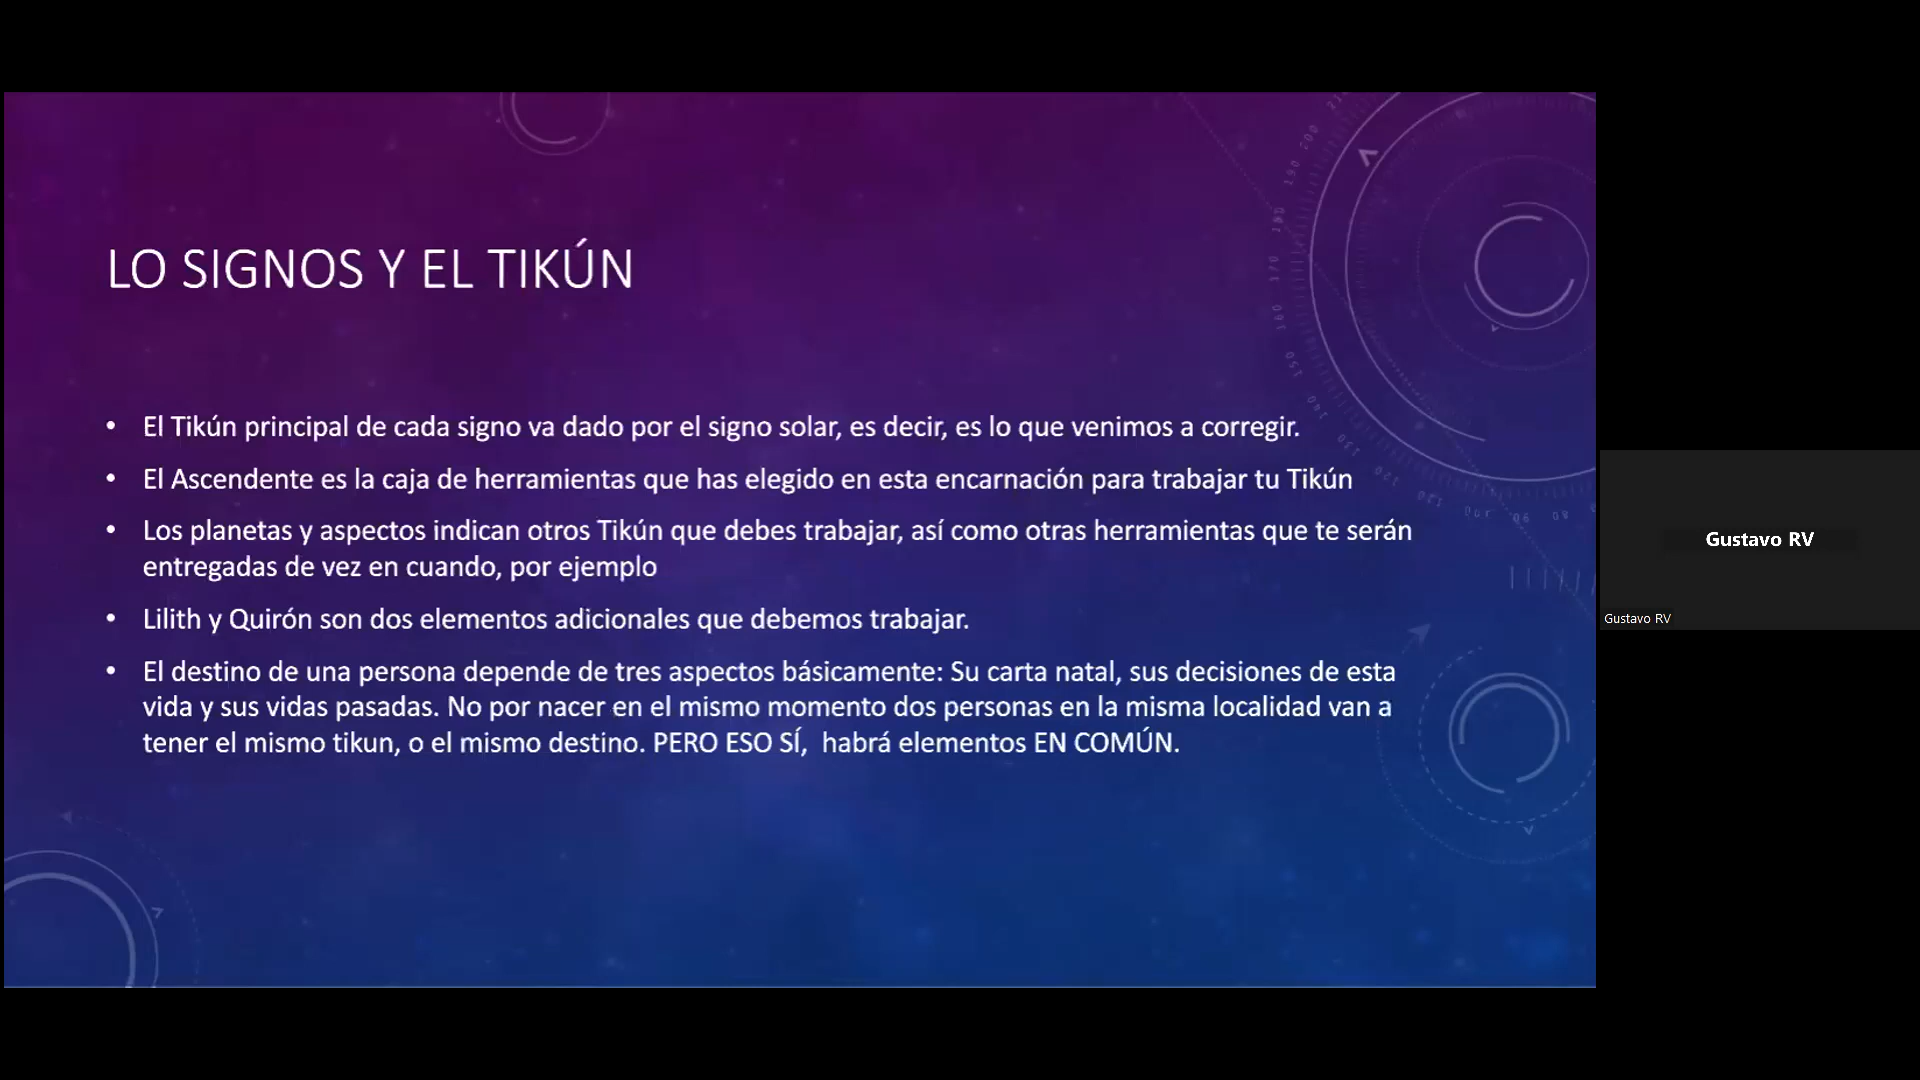 LO SIGNOS Y EL TIKÚN
• El Tikún principal de cada signo va dado por el signo solar, es decir, es lo que venimos a corregir.
• El Ascendente es la caja de herramientas que has elegido en esta encarnación para trabajar tu Tikún
• Los planetas y aspectos indican otros Tikún que debes trabajar, así como otras herramientas que te serán
entregadas de vez en cuando, por ejemplo
• Lilith y Quirón son dos elementos adicionales que debemos trabajar.
• El destino de una persona depende de tres aspectos básicamente: Su carta natal, sus decisiones de esta
vida y sus vidas pasadas. No por nacer en el mismo momento dos personas en la misma localidad van a
tener el mismo tikun, o el mismo destino. PERO ESO SÍ,  habrá elementos EN COMÚN.
Gustavo RV
Gustavo RV